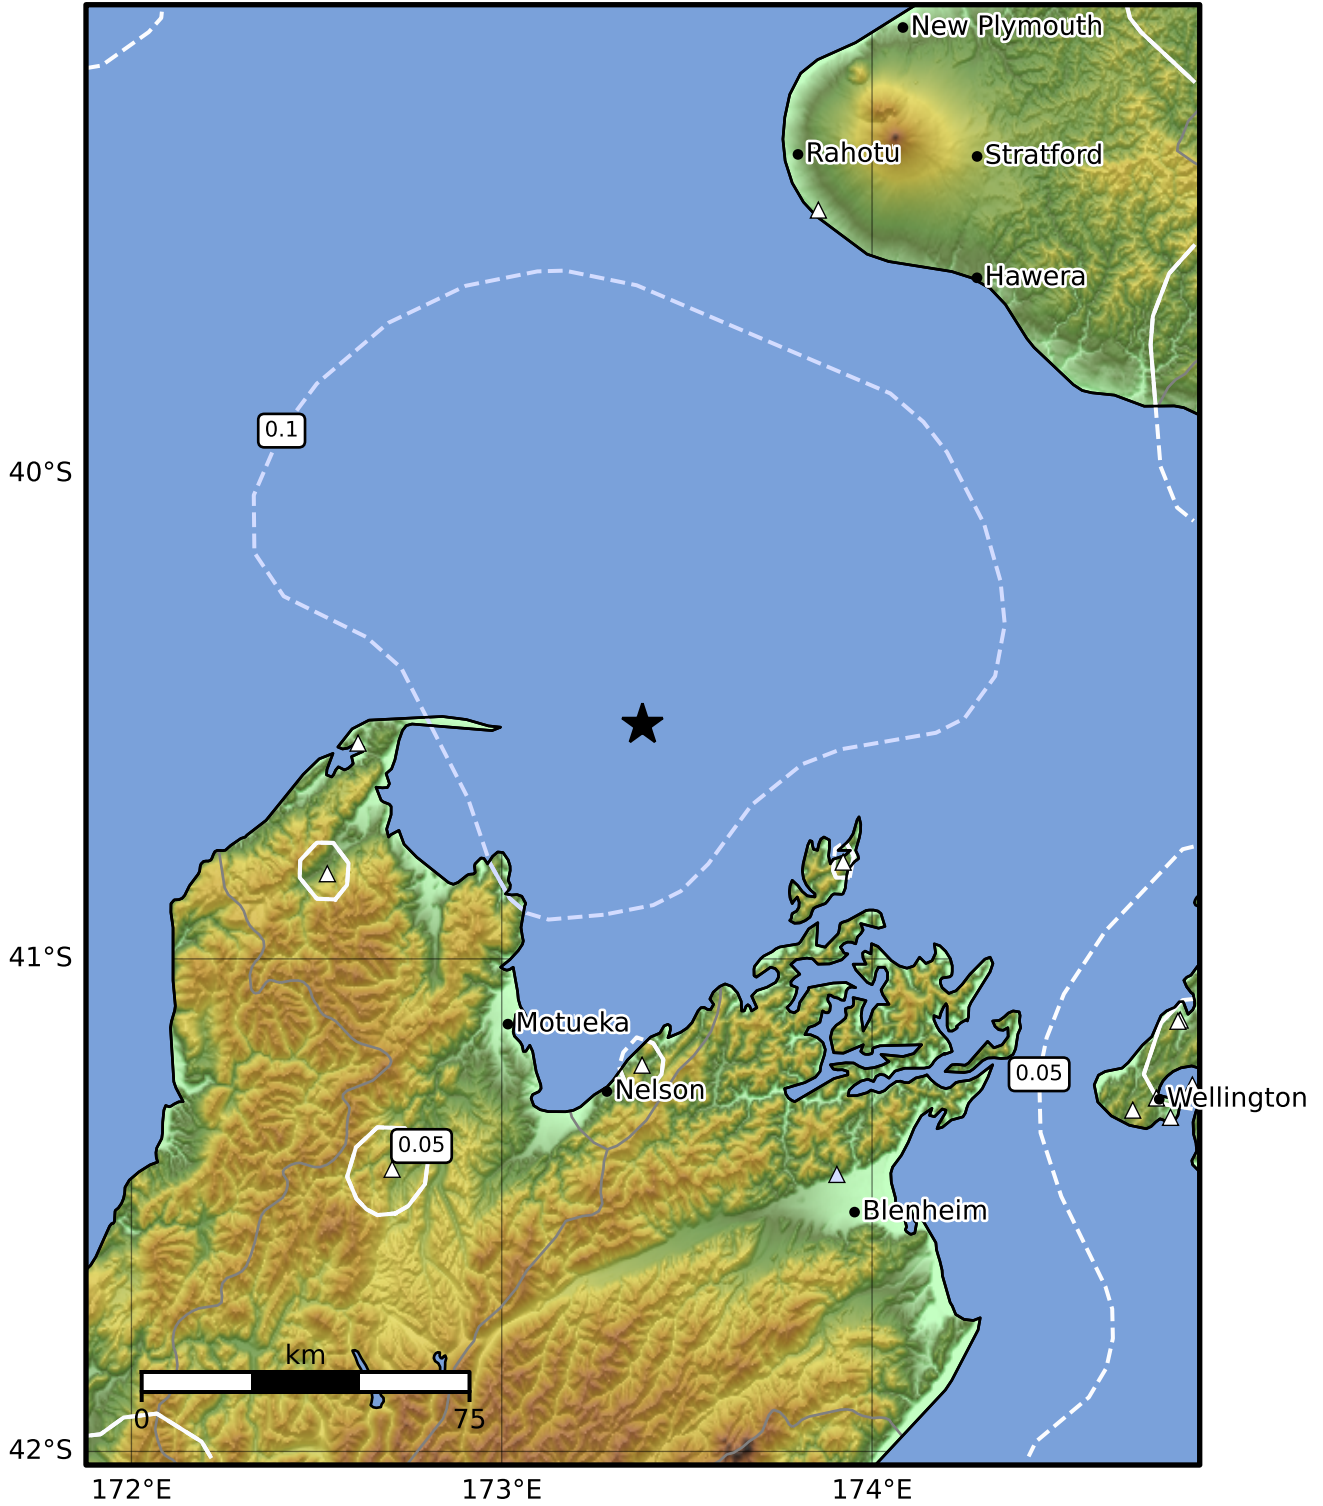 New Plymouth
Rahotu
Stratford
Hawera
0.1
40°S
41°S
Motueka
0.05
Nelson
Wellington
0.05
Blenheim
km
0
75
42°S
172°E
173°E
174°E